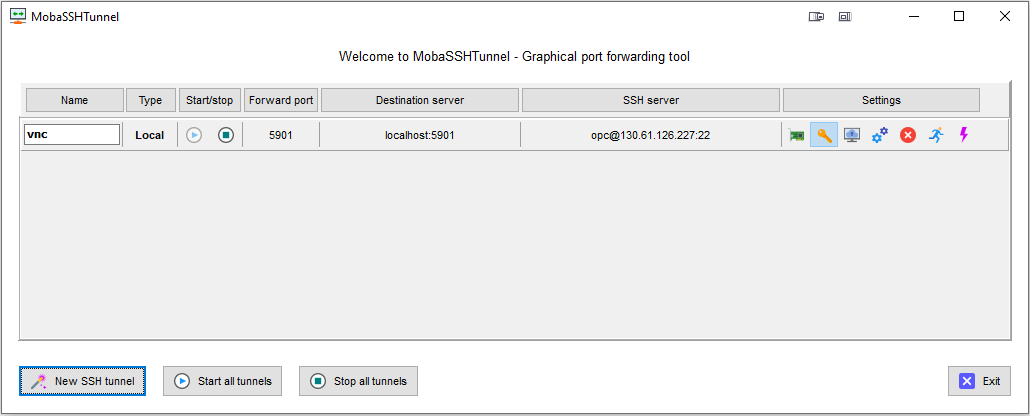 MobaSSHTunnel
Welcome to MobaSSHTunnel - Graphical port forwarding tool
Name Type Start/stop Forward port Destination server SSH server Settings
vnc Local 5901 localhost:5901 opc@130.61.126.227:22
New SSH tunnel Start all tunnels Stop all tunnels Exit